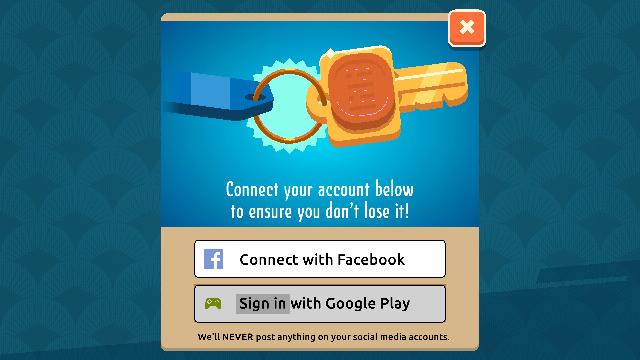 Connect your account below
to ensure you don't lose it!
Connect with Facebook
Sign in with Google Play
We'll NEVER post anything on your social media accounts.